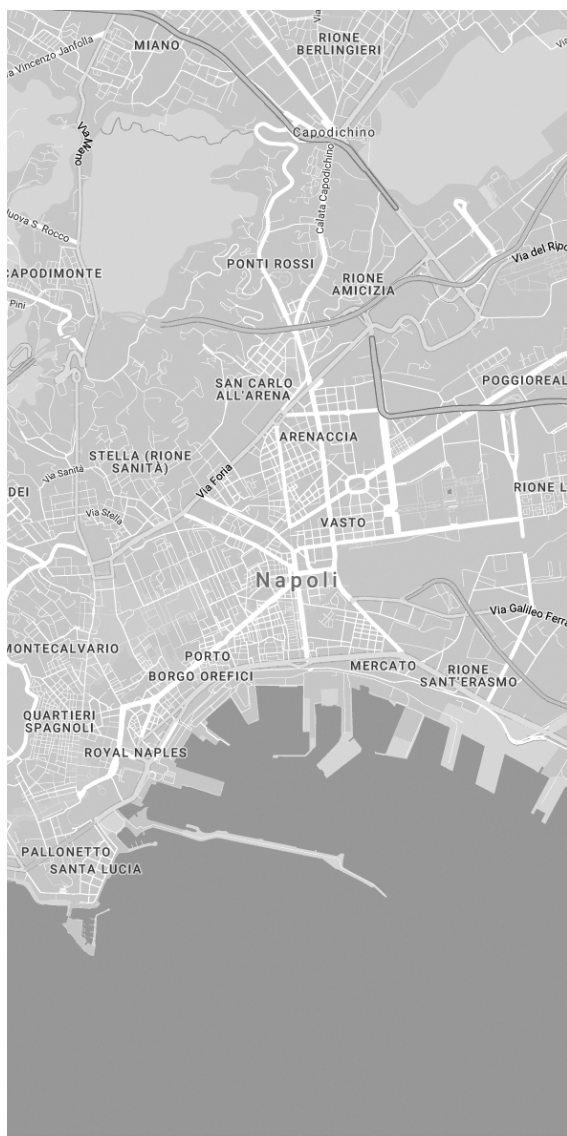 MIANO
RIONE
BERLINGIERI
Via
a Vincenzo Janfolla
Via
Via
Capodichino
Via Miano
Calata Capodichino
Nuova S. Rocco
CAPODIMONTE
Pini
PONTI ROSSI
RIONE
AMICIZIA
Via del Ripo
SAN CARLO
ALL'ARENA
POGGIOREAL
ARENACCIA
STELLA (RIONE
SANITÀ)
Via Sanità
Via Foria
DEI
RIONE L
Via Stella
VASTO
Napoli
Via Galileo Ferra
MONTECALVARIO
PORTO
BORGO OREFICI
MERCATO
RIONE
SANT'ERASMO
QUARTIERI
SPAGNOLI
ROYAL NAPLES
PALLONETTO
SANTA LUCIA